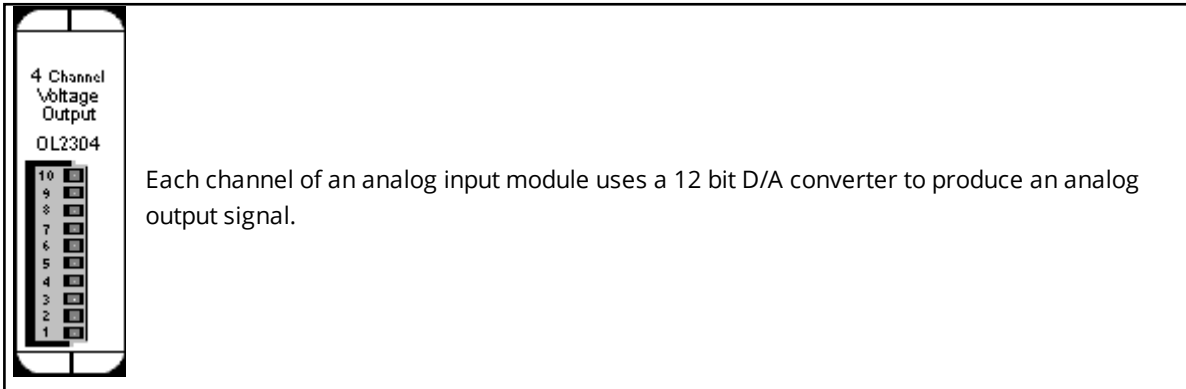 4 Channel
Voltage
Output
OL2304
10
9
8
7
6
5
4
3
2
1
Each channel of an analog input module uses a 12 bit D/A converter to produce an analog
output signal.